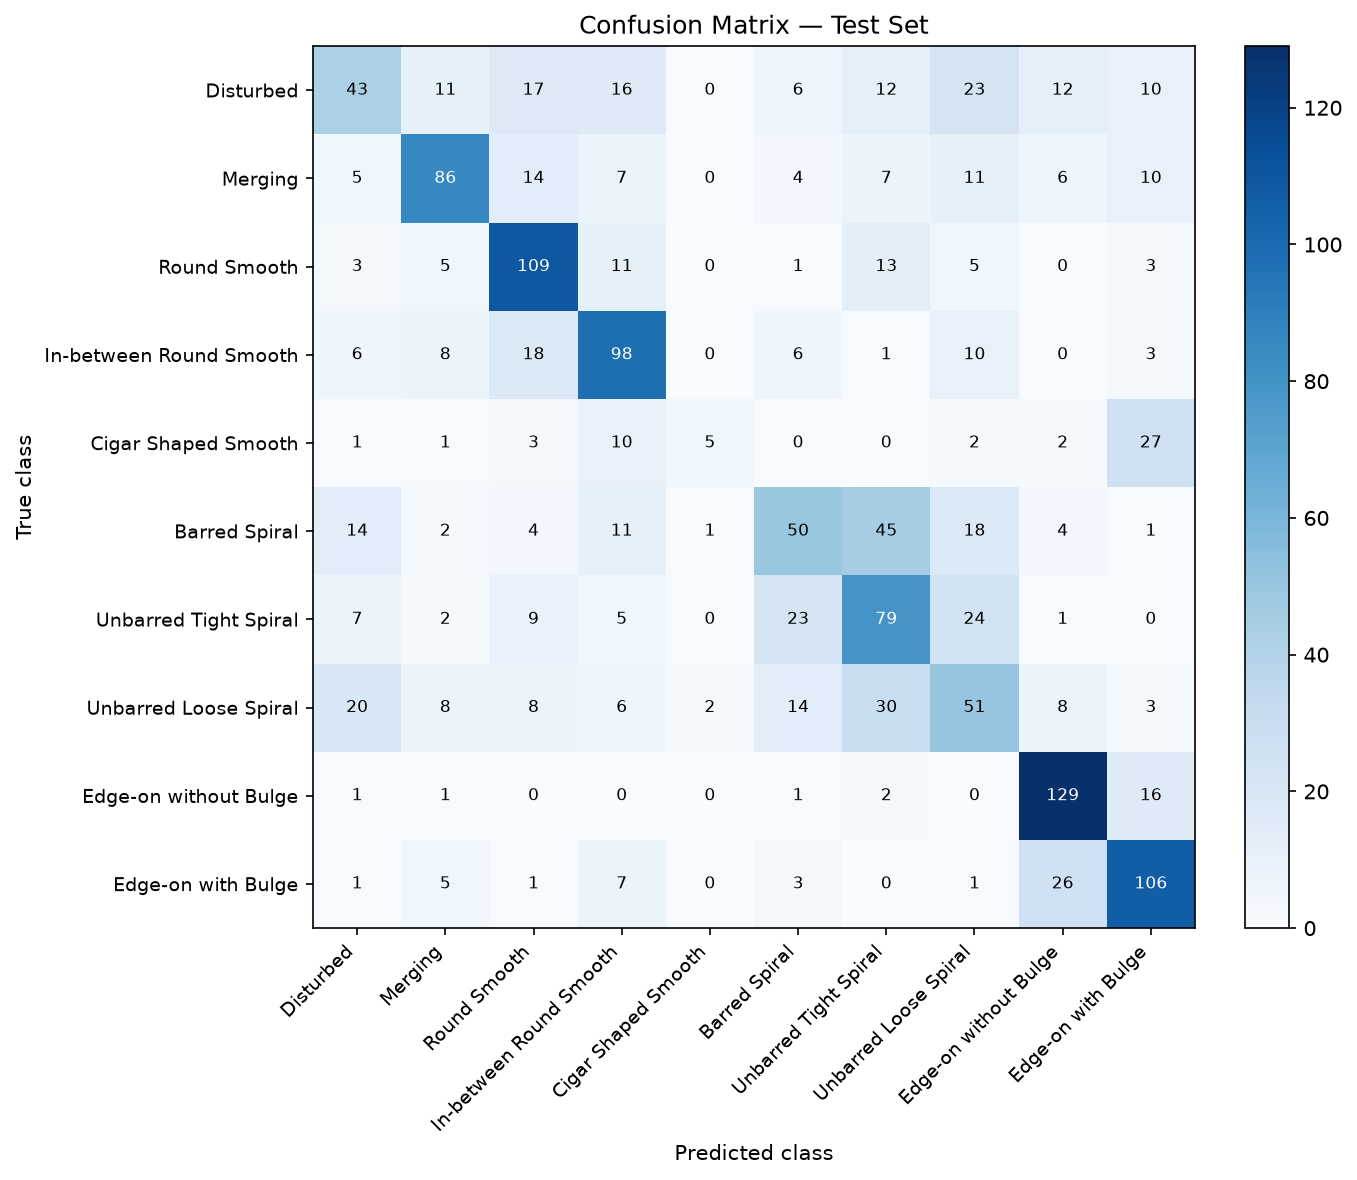 Confusion Matrix — Test Set
Disturbed 43 11 17 16 0 6 12 23 12 10
Merging 5 86 14 7 0 4 7 11 6 10
Round Smooth 3 5 109 11 0 1 13 5 0 3
In-between Round Smooth 6 8 18 98 0 6 1 10 0 3
Cigar Shaped Smooth 1 1 3 10 5 0 0 2 2 27
Barred Spiral 14 2 4 11 1 50 45 18 4 1
Unbarred Tight Spiral 7 2 9 5 0 23 79 24 1 0
Unbarred Loose Spiral 20 8 8 6 2 14 30 51 8 3
Edge-on without Bulge 1 1 0 0 0 1 2 0 129 16
Edge-on with Bulge 1 5 1 7 0 3 0 1 26 106
True class
Disturbed
Merging
Round Smooth
In-between Round Smooth
Cigar Shaped Smooth
Barred Spiral
Unbarred Tight Spiral
Unbarred Loose Spiral
Edge-on without Bulge
Edge-on with Bulge
Predicted class
120
100
80
60
40
20
0